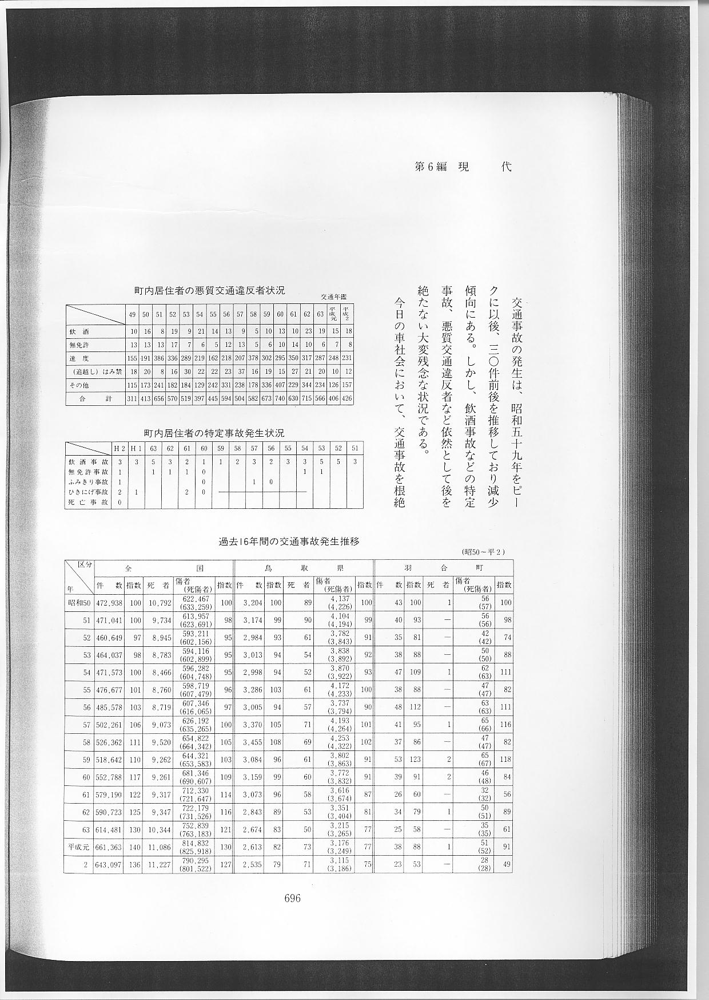 第6編 現 代
交通事故の発生は、昭和五十九年をピー
クに以後、三〇件前後を推移しており減少
傾向にある。しかし、飲酒事故などの特定
事故、悪質交通違反者など依然として後を
絶たない大変残念な状況である。
今日の車社会において、交通事故を根絶
町内居住者の悪質交通違反者状況
交通年鑑
49 50 51 52 53 54 55 56 57 58 59 60 61 62 63 平成元 平成2
飲 酒 10 16 8 19 9 21 14 13 9 5 10 13 10 23 19 15 18
無免許 13 13 13 17 7 6 5 12 13 5 6 10 14 10 6 7 8
速 度 155 191 386 336 289 219 162 218 207 378 302 295 350 317 287 248 231
(追越し)はみ禁 18 20 8 16 30 22 22 23 37 16 19 15 27 21 20 10 12
その他 115 173 241 182 184 129 242 331 238 178 336 407 229 344 234 126 157
合 計 311 413 656 570 519 397 445 594 504 582 673 740 630 715 566 406 426
町内居住者の特定事故発生状況
H2 H1 63 62 61 60 59 58 57 56 55 54 53 52 51
飲酒事故 3 3 5 3 2 1 1 2 3 2 3 3 5 5 3
無免許事故 1 1 1 1 0 1 1
ふみきり事故 1 0 1 0
ひきにげ事故 2 1 2 0
死亡事故 0
過去16年間の交通事故発生推移
(昭50〜平2)
区分 全 国 鳥 取 県 羽 合 町
年 件 数 指数 死 者 傷者(死傷者) 指数 件 数 指数 死 者 傷者(死傷者) 指数 件 数 指数 死 者 傷者(死傷者) 指数
昭和50 472,938 100 10,792 622,467 (633,259) 100 3,204 100 89 4,137 (4,226) 100 43 100 1 56 (57) 100
51 471,041 100 9,734 613,957 (623,691) 98 3,174 99 90 4,104 (4,194) 99 40 93 — 56 (56) 98
52 460,649 97 8,945 593,211 (602,156) 95 2,984 93 61 3,782 (3,843) 91 35 81 — 42 (42) 74
53 464,037 98 8,783 594,116 (602,899) 95 3,013 94 54 3,838 (3,892) 92 38 88 — 50 (50) 88
54 471,573 100 8,466 596,282 (604,748) 95 2,998 94 52 3,870 (3,922) 93 47 109 1 62 (63) 111
55 476,677 101 8,760 598,719 (607,479) 96 3,286 103 61 4,172 (4,233) 100 38 88 — 47 (47) 82
56 485,578 103 8,719 607,346 (616,065) 97 3,005 94 57 3,737 (3,794) 90 48 112 — 63 (63) 111
57 502,261 106 9,073 626,192 (635,265) 100 3,370 105 71 4,193 (4,264) 101 41 95 1 65 (66) 116
58 526,362 111 9,520 654,822 (664,342) 105 3,455 108 69 4,253 (4,322) 102 37 86 — 47 (47) 82
59 518,642 110 9,262 644,321 (653,583) 103 3,084 96 61 3,802 (3,863) 91 53 123 2 65 (67) 118
60 552,788 117 9,261 681,346 (690,607) 109 3,159 99 60 3,772 (3,832) 91 39 91 2 46 (48) 84
61 579,190 122 9,317 712,330 (721,647) 114 3,073 96 58 3,616 (3,674) 87 26 60 — 32 (32) 56
62 590,723 125 9,347 722,179 (731,526) 116 2,843 89 53 3,351 (3,404) 81 34 79 1 50 (51) 89
63 614,481 130 10,344 752,839 (763,183) 121 2,674 83 50 3,215 (3,265) 77 25 58 — 35 (35) 61
平成元 661,363 140 11,086 814,832 (825,918) 130 2,613 82 73 3,176 (3,249) 77 38 88 1 51 (52) 91
2 643,097 136 11,227 790,295 (801,522) 127 2,535 79 71 3,115 (3,186) 75 23 53 — 28 (28) 49
696